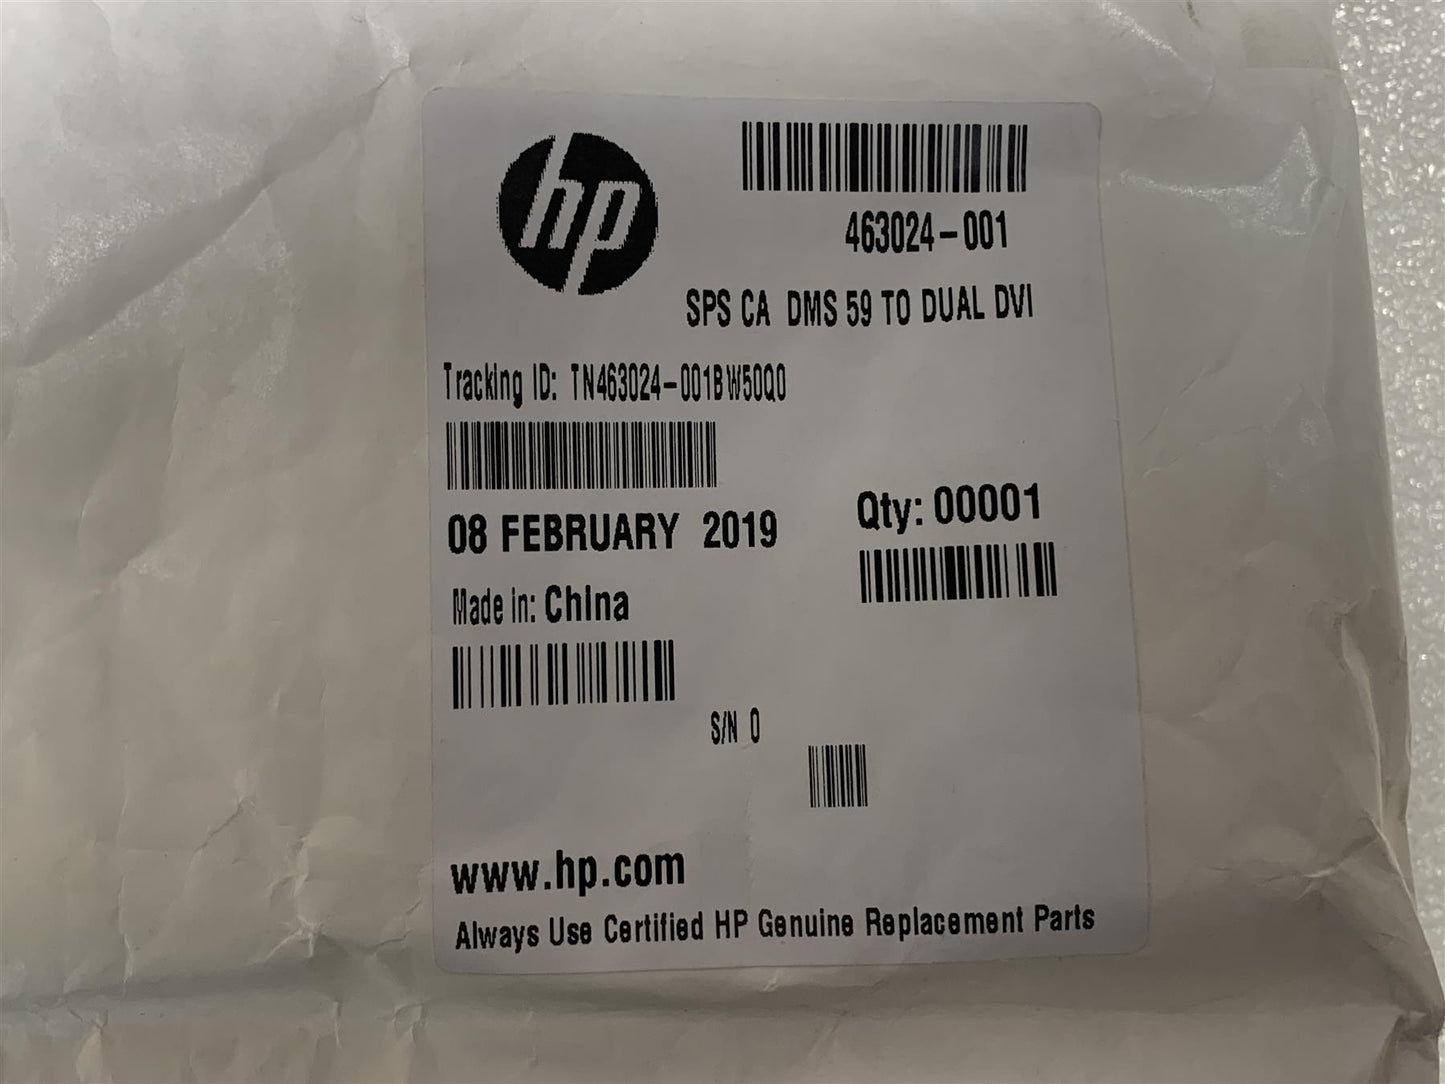 hp
463024-001
SPS CA DMS 59 TO DUAL DVI
Tracking ID: TN463024-001BW50Q0
08 FEBRUARY 2019
Qty: 00001
Made in: China
S/N 0
www.hp.com
Always Use Certified HP Genuine Replacement Parts